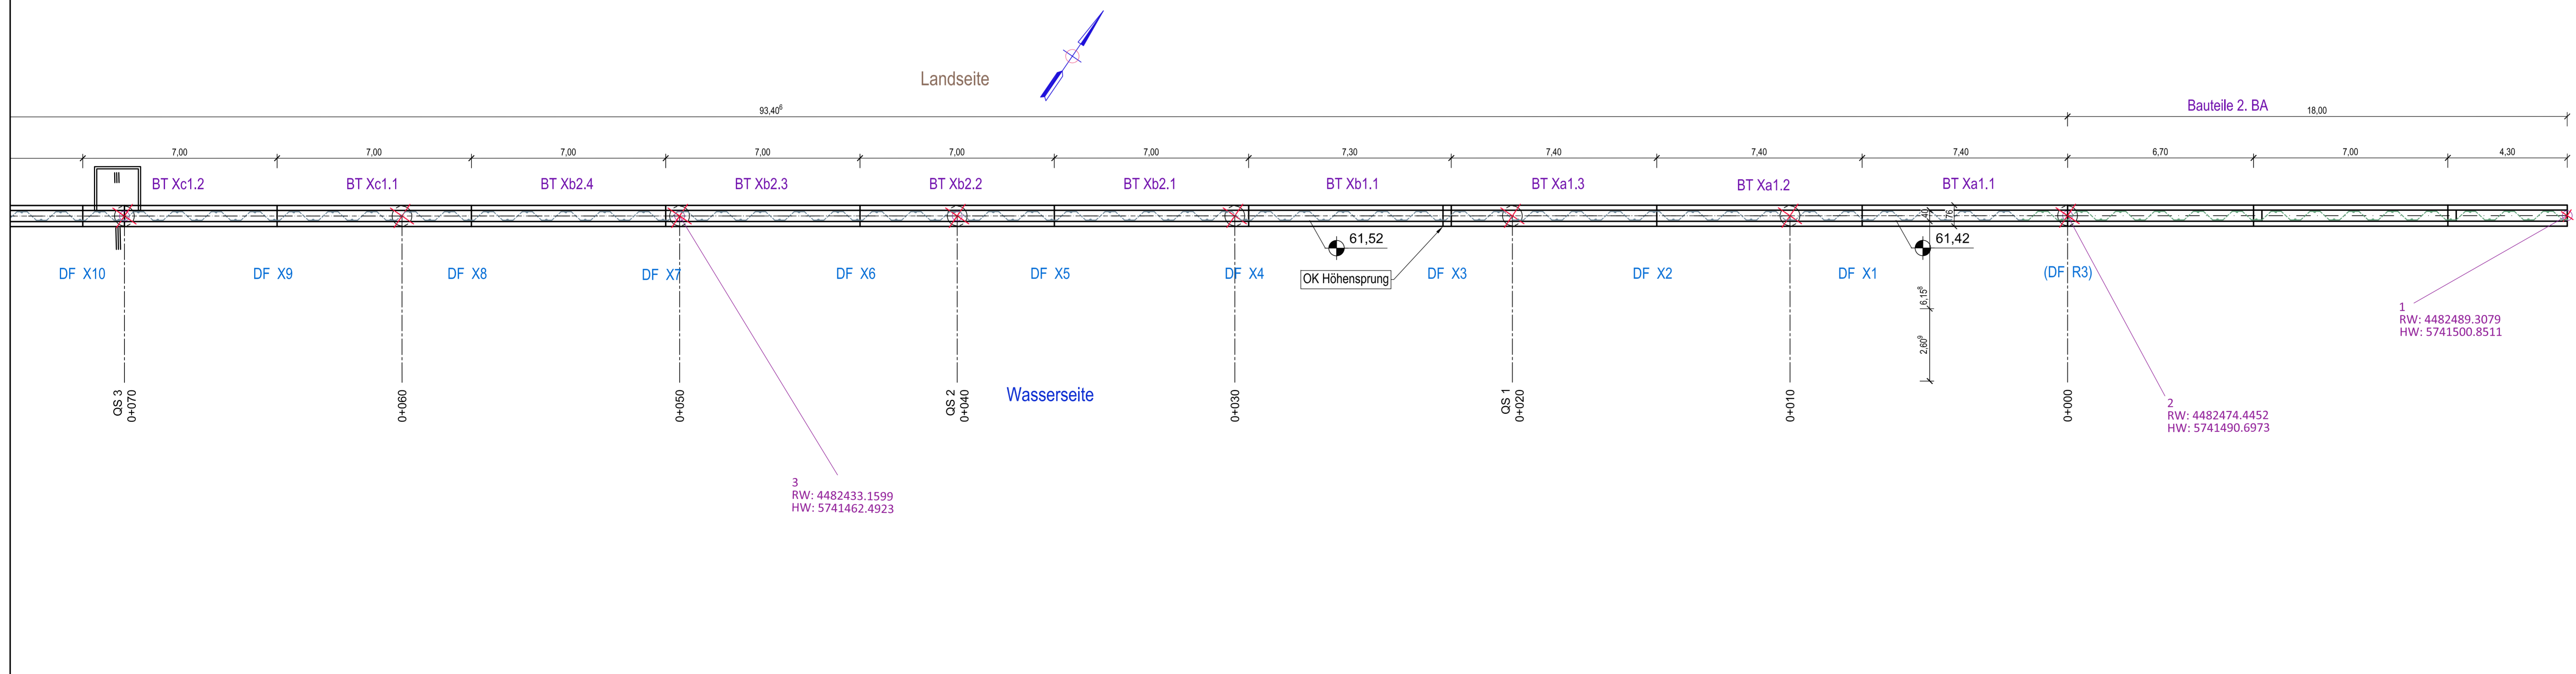 Landseite
93,40⁶
Bauteile 2. BA
18,00
7,00
7,00
7,00
7,00
7,00
7,00
7,30
7,40
7,40
7,40
6,70
7,00
4,30
BT Xc1.2
BT Xc1.1
BT Xb2.4
BT Xb2.3
BT Xb2.2
BT Xb2.1
BT Xb1.1
BT Xa1.3
BT Xa1.2
BT Xa1.1
40
76
61,52
61,42
DF X10
DF X9
DF X8
DF X7
DF X6
DF X5
DF X4
OK Höhensprung
DF X3
DF X2
DF X1
(DF R3)
6,15⁸
2,60⁹
1
RW: 4482489.3079
HW: 5741500.8511
QS 3
0+070
0+060
0+050
QS 2
0+040
Wasserseite
0+030
QS 1
0+020
0+010
0+000
2
RW: 4482474.4452
HW: 5741490.6973
3
RW: 4482433.1599
HW: 5741462.4923